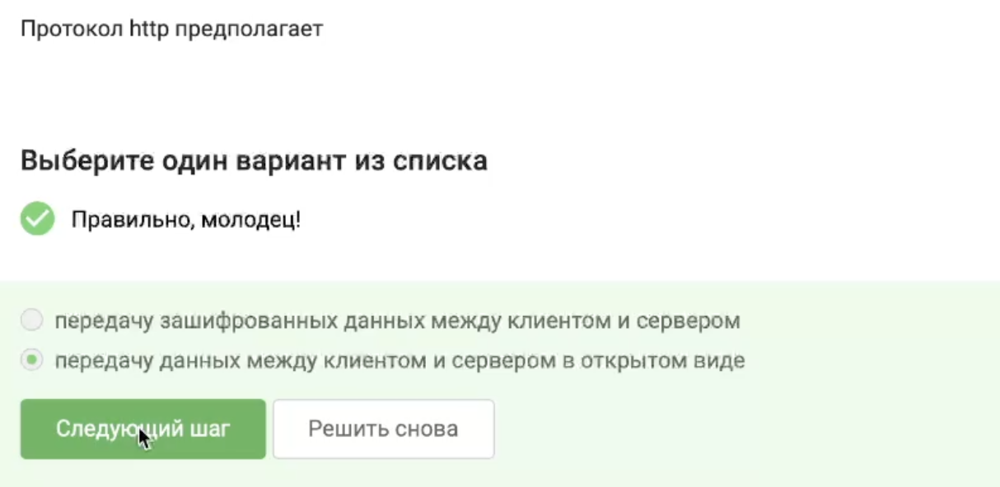 Протокол http предполагает
Выберите один вариант из списка
Правильно, молодец!
передачу зашифрованных данных между клиентом и сервером
передачу данных между клиентом и сервером в открытом виде
Следующий шаг
Решить снова